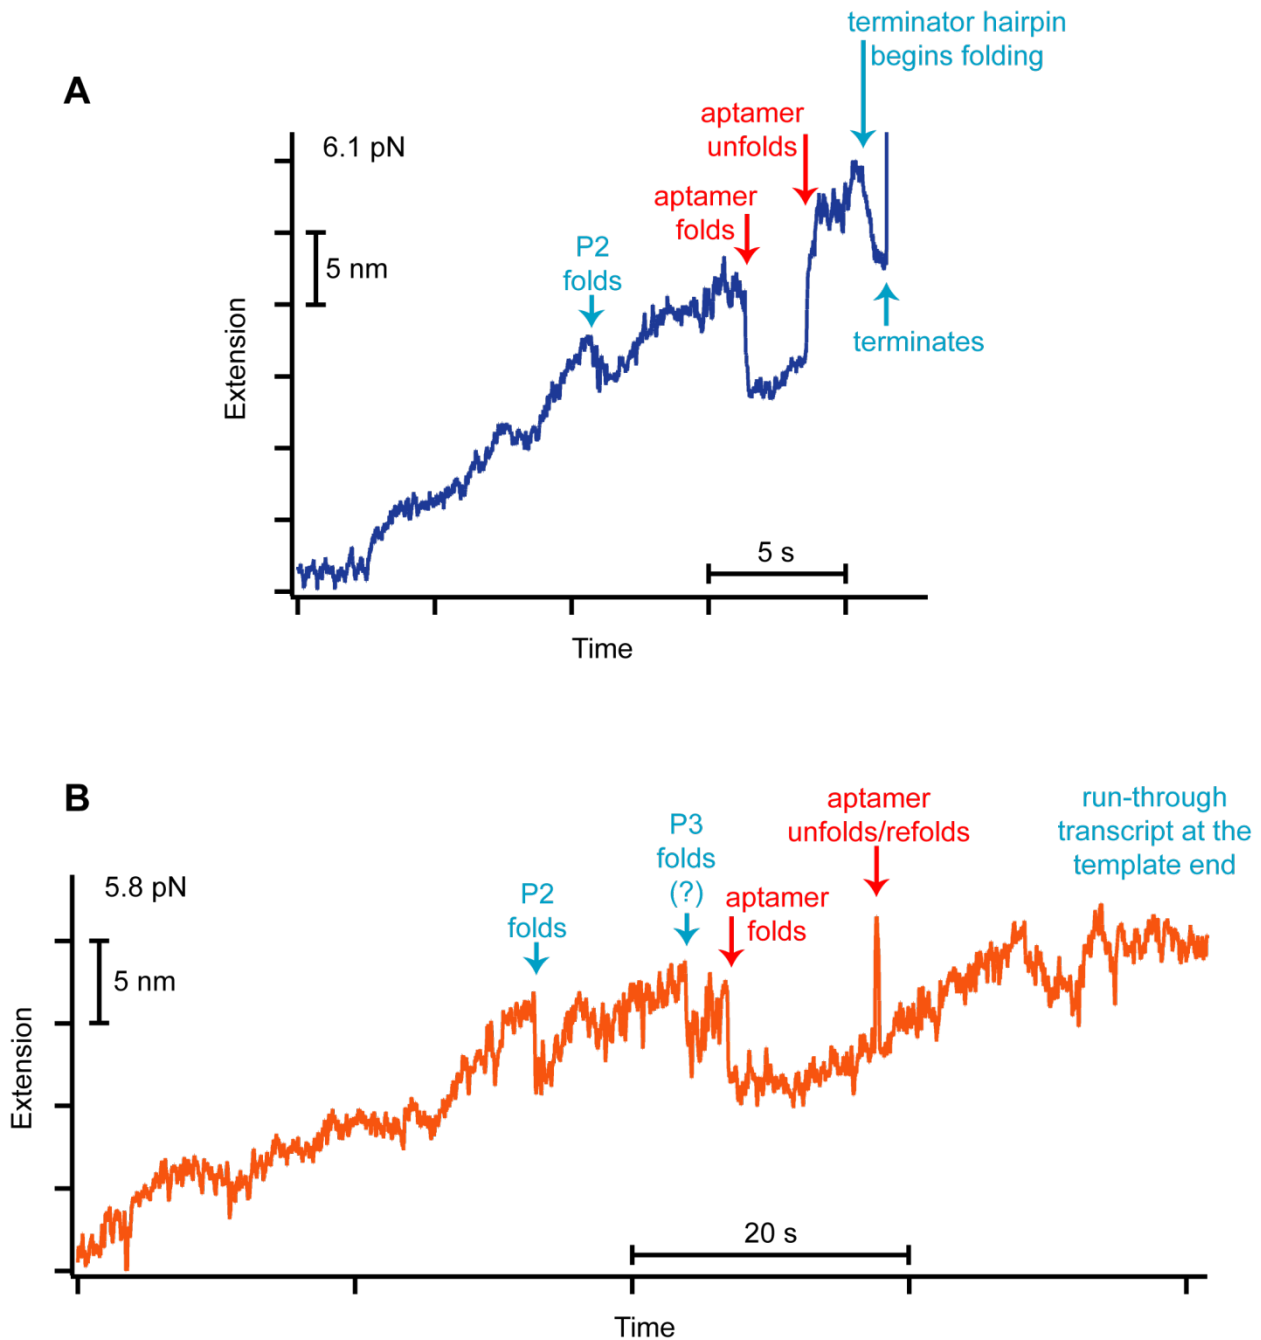 A
terminator hairpin
begins folding
6.1 pN
aptamer
unfolds
aptamer
folds
P2
folds
5 nm
terminates
Extension
5 s
Time
B
5.8 pN
P2
folds
P3
folds
(?)
aptamer
folds
aptamer
unfolds/refolds
run-through
transcript at the
template end
5 nm
Extension
20 s
Time